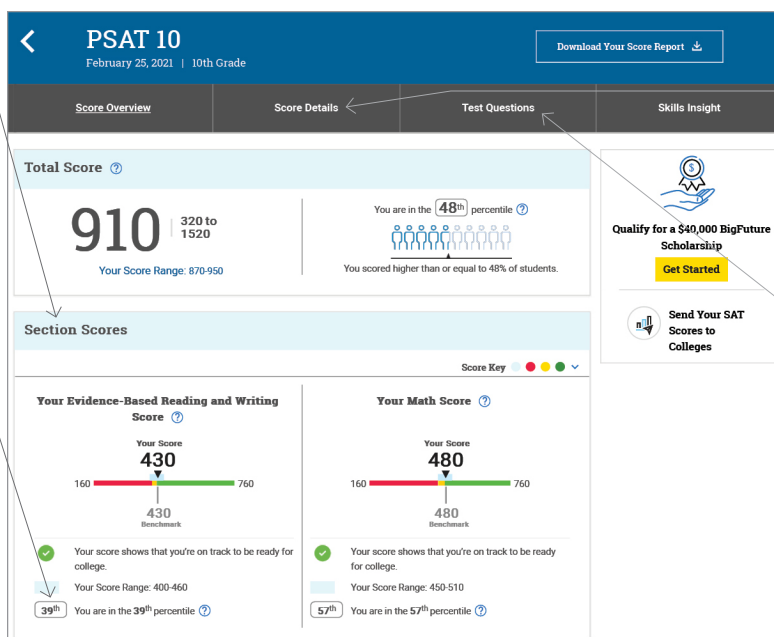 PSAT 10
February 25, 2021 | 10th Grade
Download Your Score Report
Score Overview
Score Details
Test Questions
Skills Insight
Total Score
910
320 to
1520
Your Score Range: 870-950
You are in the 48th percentile
You scored higher than or equal to 48% of students.
Qualify for a $40,000 BigFuture
Scholarship
Get Started
Send Your SAT
Scores to
Colleges
Section Scores
Score Key
Your Evidence-Based Reading and Writing
Score
Your Score
430
160
760
430
Benchmark
Your score shows that you're on track to be ready for
college.
Your Score Range: 400-460
39th You are in the 39th percentile
Your Math Score
Your Score
480
160
760
480
Benchmark
Your score shows that you're on track to be ready
for college.
Your Score Range: 450-510
57th You are in the 57th percentile